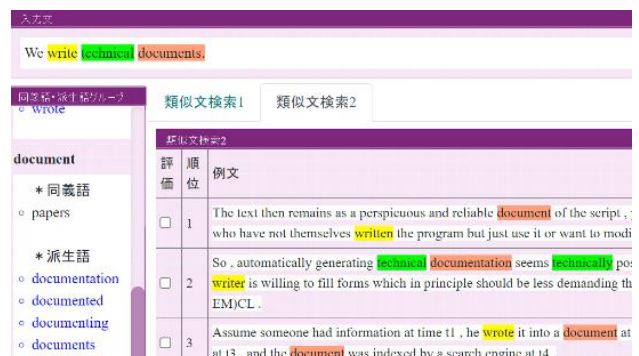 入力文
We write technical documents.
同義語・派生語グループ
wrote
document
＊同義語
papers
＊派生語
documentation
documented
documenting
documents
類似文検索1
類似文検索2
類似文検索2
評価
順位
例文
1
The text then remains as a perspicuous and reliable document of the script ,
who have not themselves written the program but just use it or want to modi
2
So , automatically generating technical documentation seems technically pos
writer is willing to fill forms which in principle should be less demanding th
EM)CL .
3
Assume someone had information at time t1 , he wrote it into a document at
at t3 , and the document was indexed by a search engine at t4